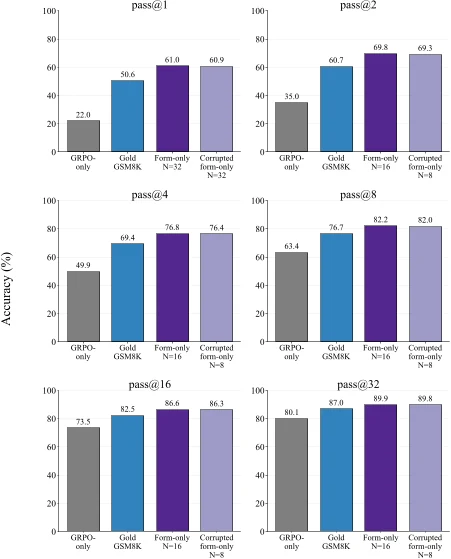 pass@1
100
80
60
40
20
0
22.0
50.6
61.0
60.9
GRPO-
only
Gold
GSM8K
Form-only
N=32
Corrupted
form-only
N=32
pass@2
100
80
60
40
20
0
35.0
60.7
69.8
69.3
GRPO-
only
Gold
GSM8K
Form-only
N=16
Corrupted
form-only
N=8
Accuracy (%)
pass@4
100
80
60
40
20
0
49.9
69.4
76.8
76.4
GRPO-
only
Gold
GSM8K
Form-only
N=16
Corrupted
form-only
N=8
pass@8
100
80
60
40
20
0
63.4
76.7
82.2
82.0
GRPO-
only
Gold
GSM8K
Form-only
N=16
Corrupted
form-only
N=8
pass@16
100
80
60
40
20
0
73.5
82.5
86.6
86.3
GRPO-
only
Gold
GSM8K
Form-only
N=16
Corrupted
form-only
N=8
pass@32
100
80
60
40
20
0
80.1
87.0
89.9
89.8
GRPO-
only
Gold
GSM8K
Form-only
N=16
Corrupted
form-only
N=8